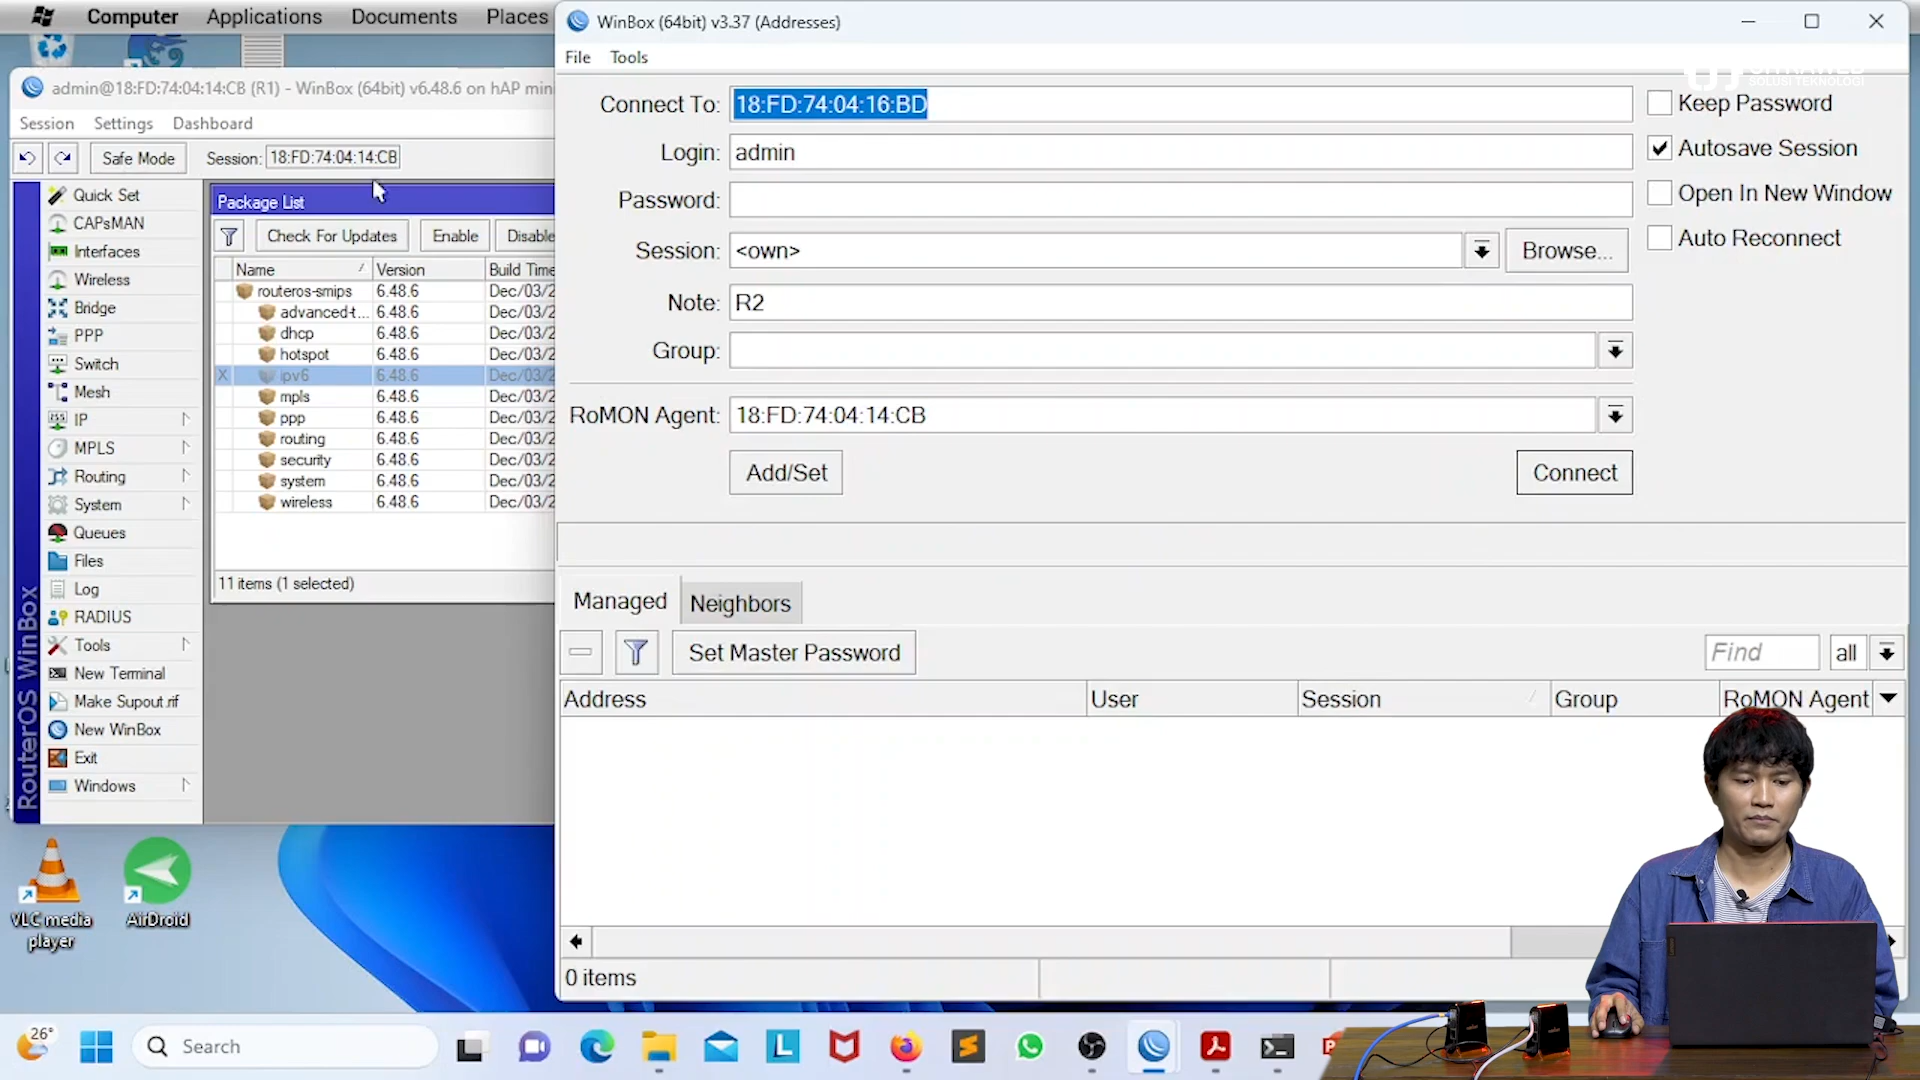 Computer Applications Documents Places
admin@18:FD:74:04:14:CB (R1) - WinBox (64bit) v6.48.6 on hAP mini
Session Settings Dashboard
Safe Mode Session: 18:FD:74:04:14:CB
Quick Set
CAPsMAN
Interfaces
Wireless
Bridge
PPP
Switch
Mesh
IP
MPLS
Routing
System
Queues
Files
Log
RADIUS
Tools
New Terminal
Make Supout.rif
New WinBox
Exit
Windows
RouterOS WinBox
Package List
Check For Updates Enable Disable
Name Version Build Time
routeros-smips 6.48.6 Dec/03/2
advanced-t... 6.48.6 Dec/03/2
dhcp 6.48.6 Dec/03/2
hotspot 6.48.6 Dec/03/2
X ipv6 6.48.6 Dec/03/2
mpls 6.48.6 Dec/03/2
ppp 6.48.6 Dec/03/2
routing 6.48.6 Dec/03/2
security 6.48.6 Dec/03/2
system 6.48.6 Dec/03/2
wireless 6.48.6 Dec/03/2
11 items (1 selected)
WinBox (64bit) v3.37 (Addresses)
File Tools
SOLUSI TEKNOLOGI
Connect To: 18:FD:74:04:16:BD
Login: admin
Password:
Session: <own> Browse...
Note: R2
Group:
RoMON Agent: 18:FD:74:04:14:CB
Add/Set Connect
Keep Password
Autosave Session
Open In New Window
Auto Reconnect
Managed Neighbors
Set Master Password Find all
Address User Session Group RoMON Agent
0 items
VLC media player
AirDroid
26°
Search